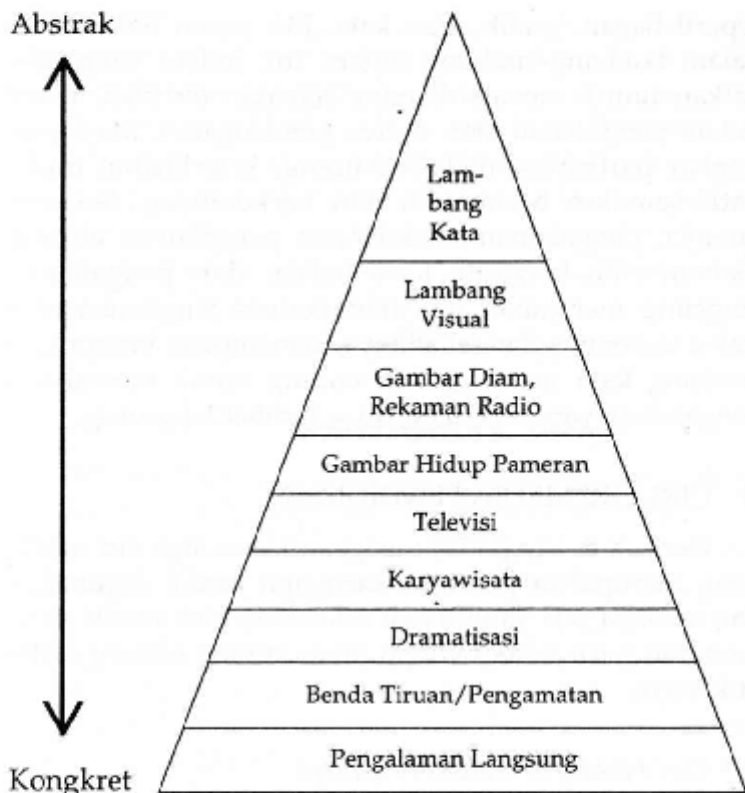 Abstrak
Lam-
bang
Kata
Lambang
Visual
Gambar Diam,
Rekaman Radio
Gambar Hidup Pameran
Televisi
Karyawisata
Dramatisasi
Benda Tiruan/Pengamatan
Pengalaman Langsung
Kongkret